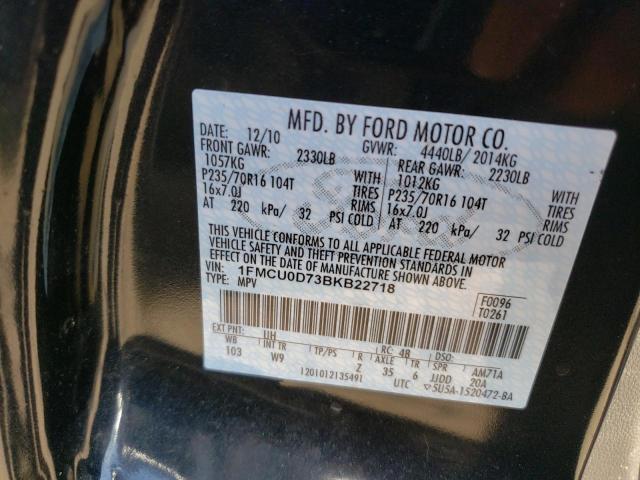 MFD. BY FORD MOTOR CO.
DATE: 12/10 GVWR: 4440LB/ 2014KG
FRONT GAWR: 2330LB REAR GAWR: 2230LB
1057KG WITH 1012KG WITH
P235/70R16 104T TIRES P235/70R16 104T TIRES
16x7.0J RIMS 16x7.0J RIMS
AT 220 kPa/ 32 PSI COLD AT 220 kPa/ 32 PSI COLD
THIS VEHICLE CONFORMS TO ALL APPLICABLE FEDERAL MOTOR
VEHICLE SAFETY AND THEFT PREVENTION STANDARDS IN
EFFECT ON THE DATE OF MANUFACTURE SHOWN ABOVE.
VIN: 1FMCU0D73BKB22718
TYPE: MPV
F0096
T0261
EXT PNT: UH RC: 48 DSO:
WB INT TR TP/PS R AXLE TR SPR AM71A
103 W9 Z 35 6 JJDD 20A
1201012135491 UTC 5U5A-1520472-BA